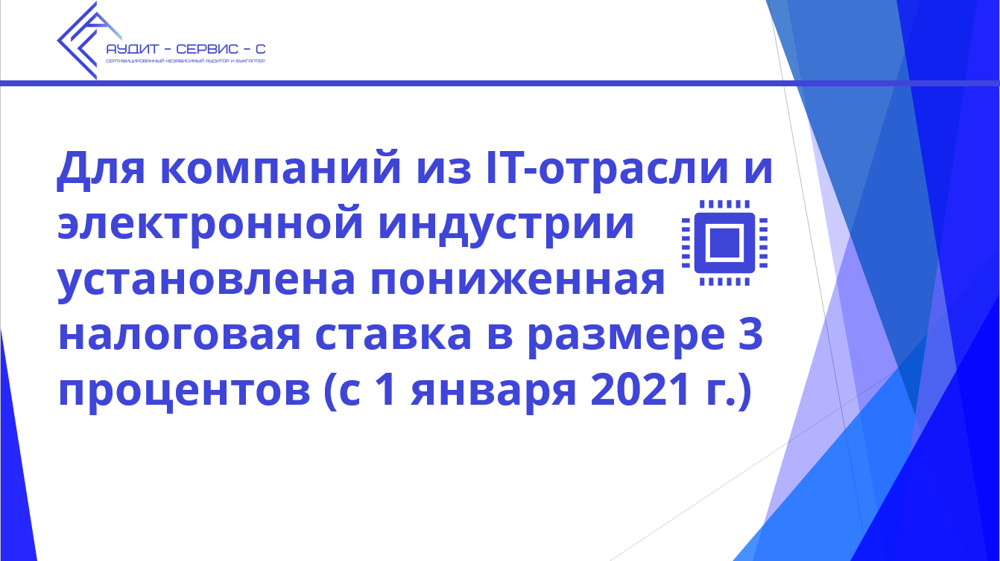 АУДИТ - СЕРВИС - С
СЕРТИФИЦИРОВАННЫЙ НЕЗАВИСИМЫЙ АУДИТОР И БУХГАЛТЕР
Для компаний из IT-отрасли и
электронной индустрии
установлена пониженная
налоговая ставка в размере 3
процентов (с 1 января 2021 г.)